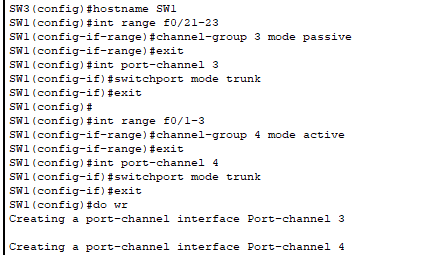 SW3(config)#hostname SW1
SW1(config)#int range f0/21-23
SW1(config-if-range)#channel-group 3 mode passive
SW1(config-if-range)#exit
SW1(config)#int port-channel 3
SW1(config-if)#switchport mode trunk
SW1(config-if)#exit
SW1(config)#
SW1(config)#int range f0/1-3
SW1(config-if-range)#channel-group 4 mode active
SW1(config-if-range)#exit
SW1(config)#int port-channel 4
SW1(config-if)#switchport mode trunk
SW1(config-if)#exit
SW1(config)#do wr
Creating a port-channel interface Port-channel 3
Creating a port-channel interface Port-channel 4